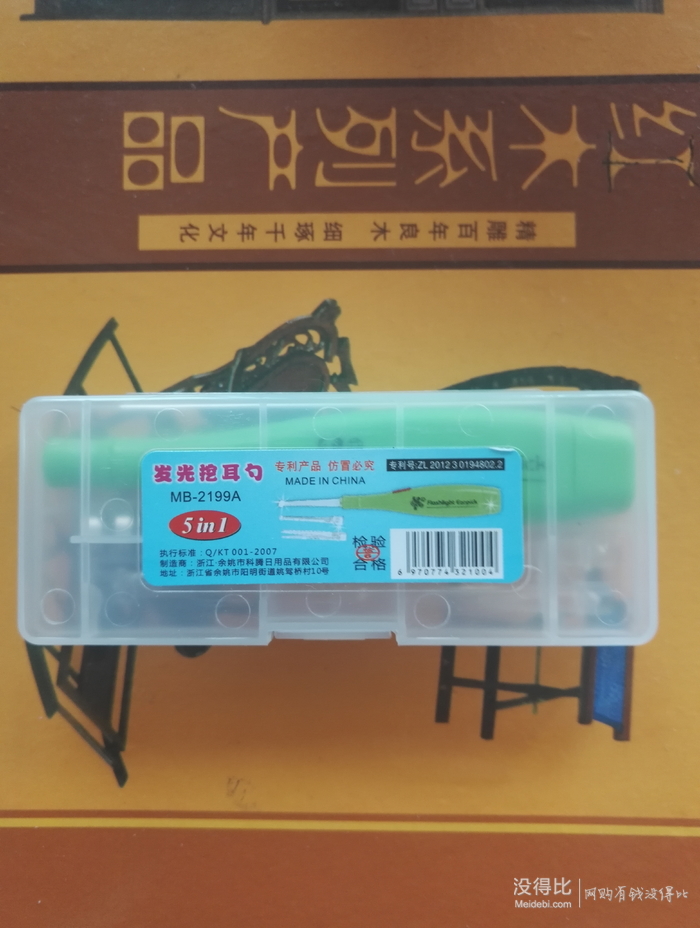 红木系列产品
精雕百年良木 细琢千年文化
发光挖耳勺
MB-2199A
5 in 1
专利产品 仿冒必究
MADE IN CHINA
专利号:ZL 2012 3 0194802.2
Flashlight Earpick
执行标准:Q/KT 001-2007
制造商:浙江·余姚市科腾日用品有限公司
地址:浙江省余姚市阳明街道姚驾桥村10号
检验
合格
6 970774 321004
没得比
Meidebi.com
网购有钱没得比